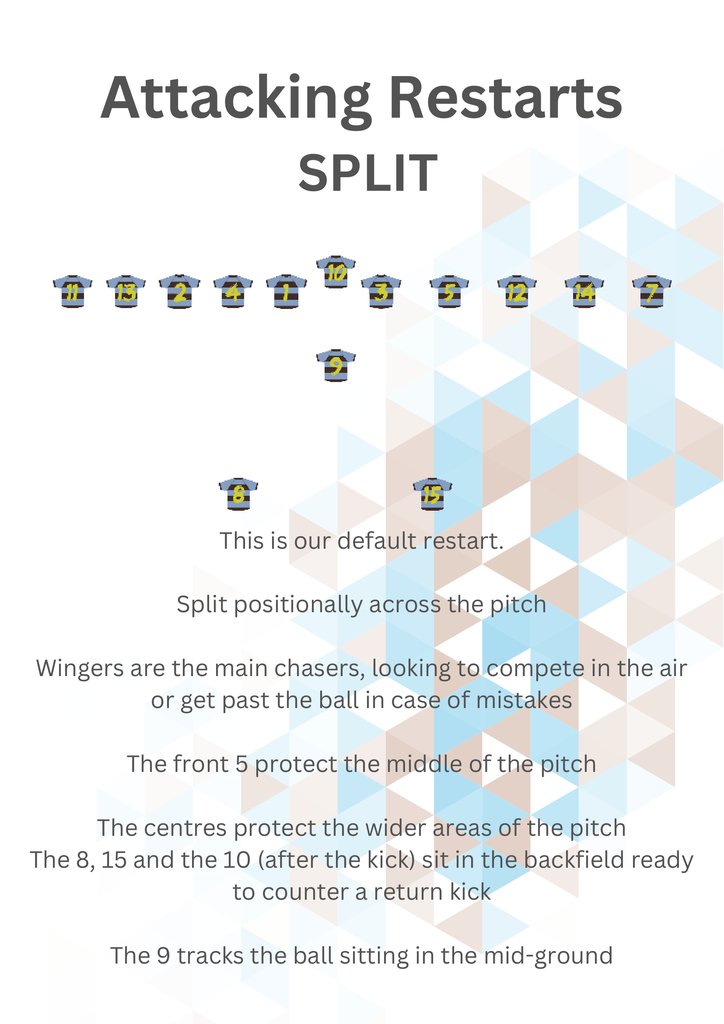 Attacking Restarts
SPLIT
10
11 13 2 4 1 3 5 12 14 7
9
8 15
This is our default restart.
Split positionally across the pitch
Wingers are the main chasers, looking to compete in the air
or get past the ball in case of mistakes
The front 5 protect the middle of the pitch
The centres protect the wider areas of the pitch
The 8, 15 and the 10 (after the kick) sit in the backfield ready
to counter a return kick
The 9 tracks the ball sitting in the mid-ground